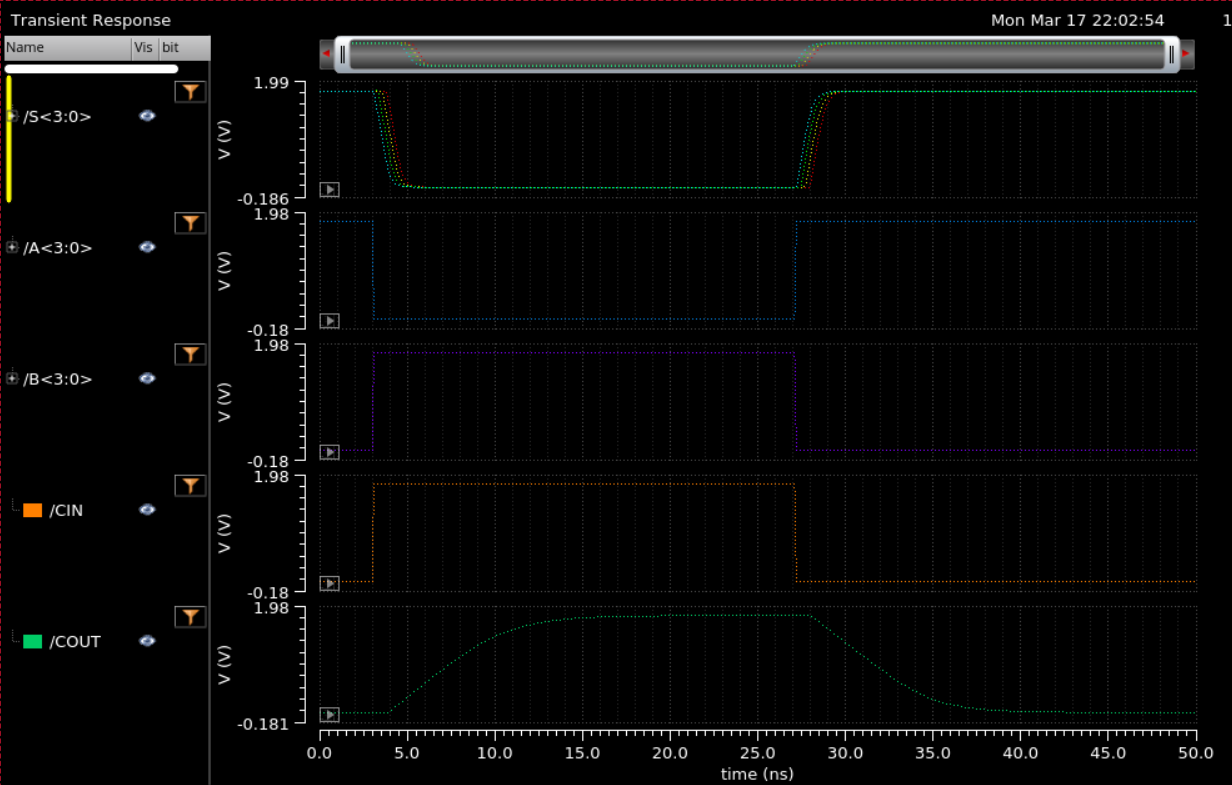 Transient Response
Mon Mar 17 22:02:54 1
Name Vis bit
/S<3:0>
V (V)
1.99
-0.186
/A<3:0>
V (V)
1.98
-0.18
/B<3:0>
V (V)
1.98
-0.18
/CIN
V (V)
1.98
-0.18
/COUT
V (V)
1.98
-0.181
0.0 5.0 10.0 15.0 20.0 25.0 30.0 35.0 40.0 45.0 50.0
time (ns)